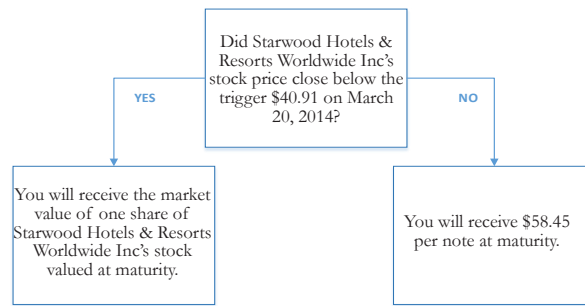 Did Starwood Hotels &
Resorts Worldwide Inc's
stock price close below the
trigger $40.91 on March
20, 2014?
YES
NO
You will receive the market
value of one share of
Starwood Hotels & Resorts
Worldwide Inc's stock
valued at maturity.
You will receive $58.45
per note at maturity.